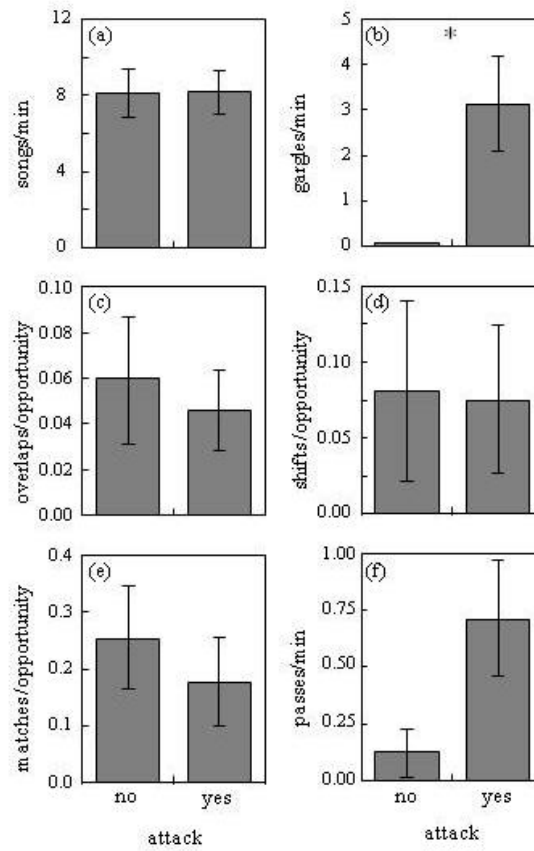 (a)
songs/min
12
8
4
0
(b)
*
gargles/min
5
4
3
2
1
0
(c)
overlaps/opportunity
0.10
0.08
0.06
0.04
0.02
0.00
(d)
shifts/opportunity
0.15
0.10
0.05
0.00
(e)
matches/opportunity
0.4
0.3
0.2
0.1
0.0
no yes
attack
(f)
passes/min
1.00
0.75
0.50
0.25
0.00
no yes
attack